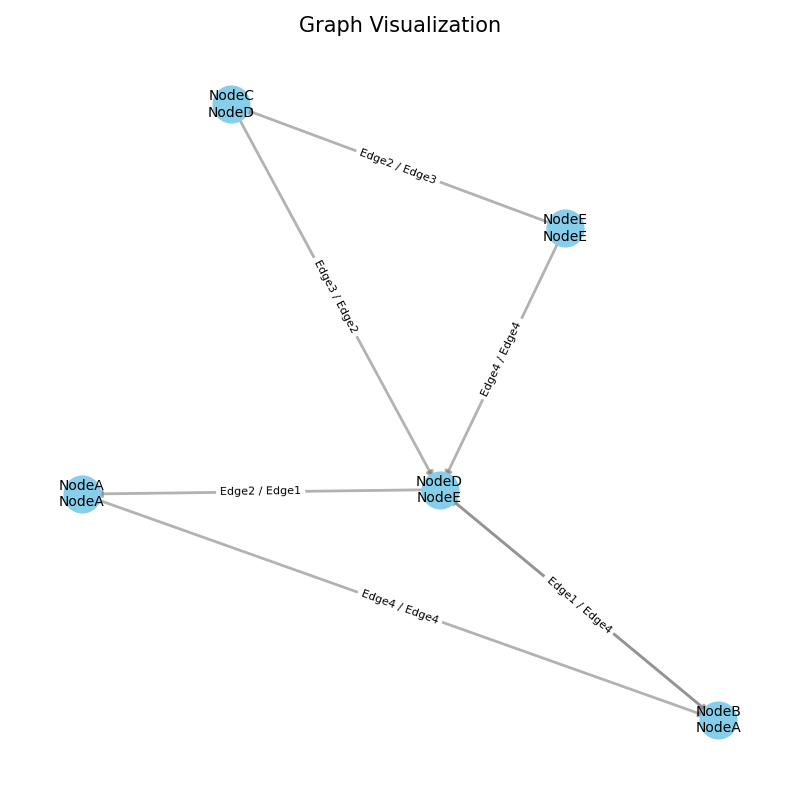 Graph Visualization
NodeC
NodeD
Edge2 / Edge3
NodeE
NodeE
Edge3 / Edge2
Edge4 / Edge4
NodeD
NodeE
NodeA
NodeA
Edge2 / Edge1
Edge4 / Edge4
Edge1 / Edge4
NodeB
NodeA